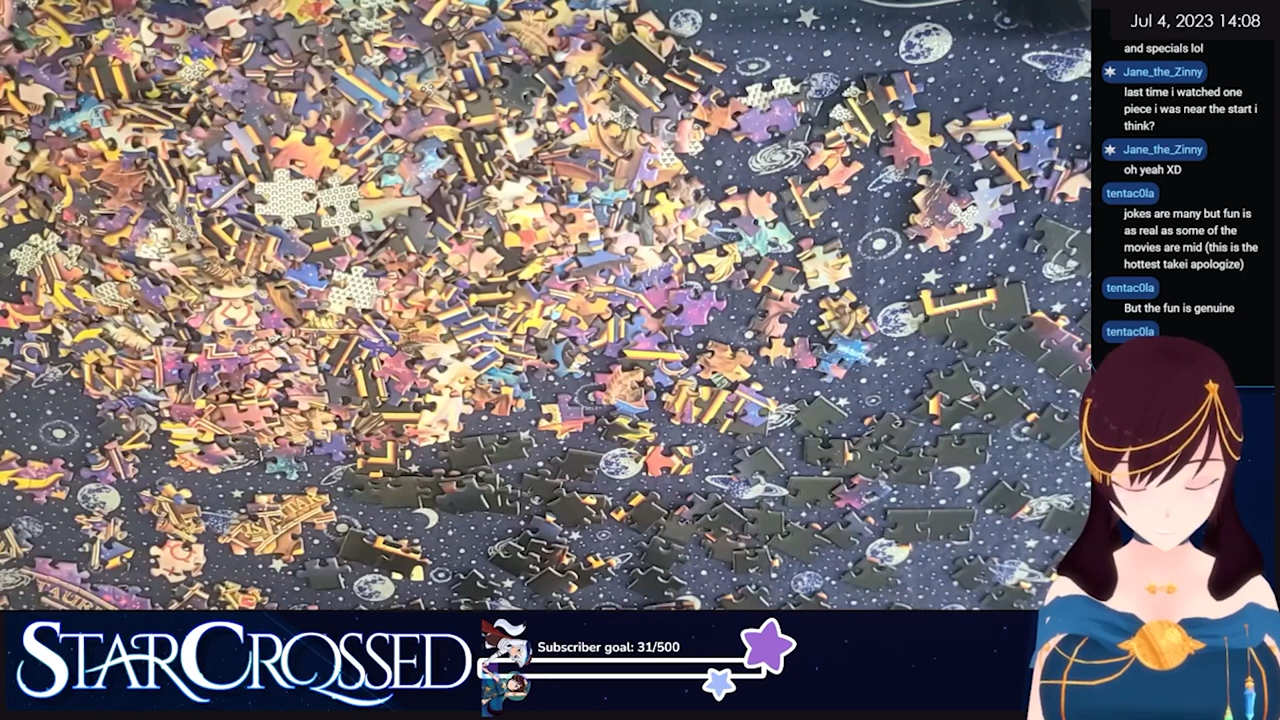 Jul 4, 2023 14:08
and specials lol
Jane_the_Zinny
last time i watched one
piece i was near the start i
think?
Jane_the_Zinny
oh yeah XD
tentac0la
jokes are many but fun is
as real as some of the
movies are mid (this is the
hottest takei apologize)
tentac0la
But the fun is genuine
tentac0la
STARCROSSED
Subscriber goal: 31/500